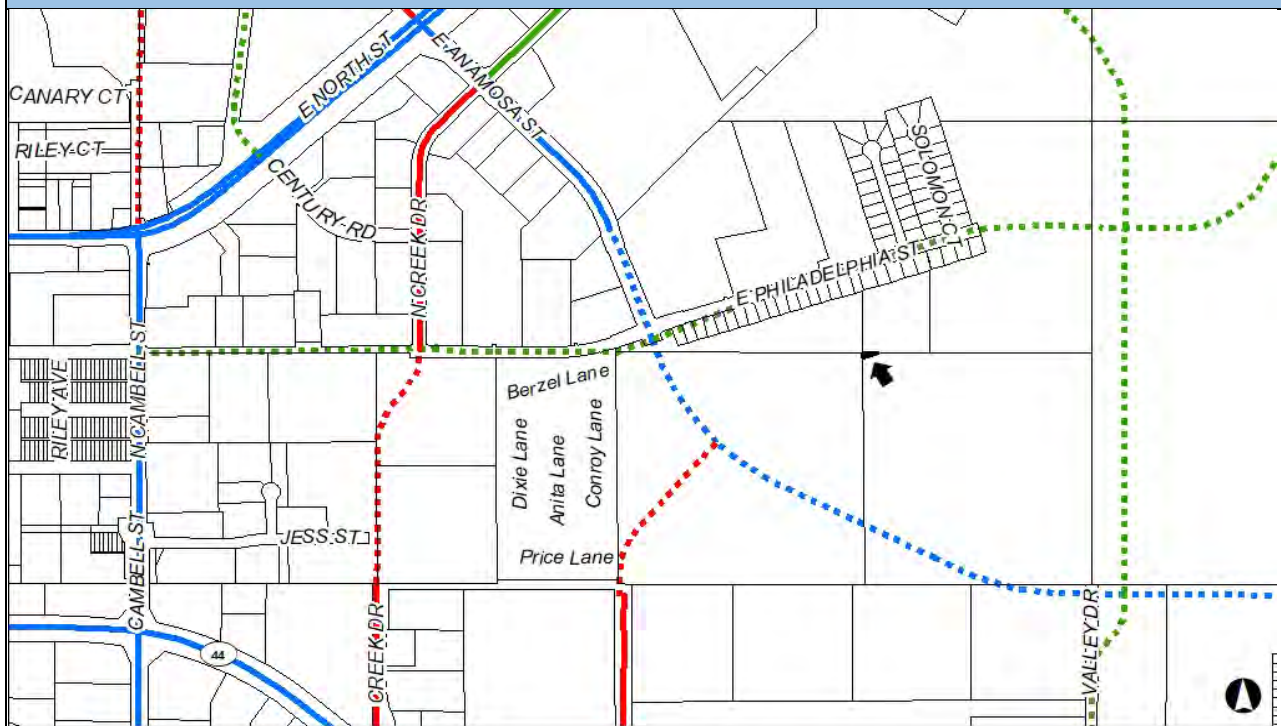 E ANAMOSA ST
E NORTH ST
CANARY CT
RILEY CT
CENTURY RD
SOLOMON CT
N CREEK DR
E PHILADELPHIA ST
N CAMBELL ST
RILEY AVE
Berzel Lane
Dixie Lane
Anita Lane
Conroy Lane
JESS ST
Price Lane
CAMBELL ST
CREEK DR
VALLEY DR
44